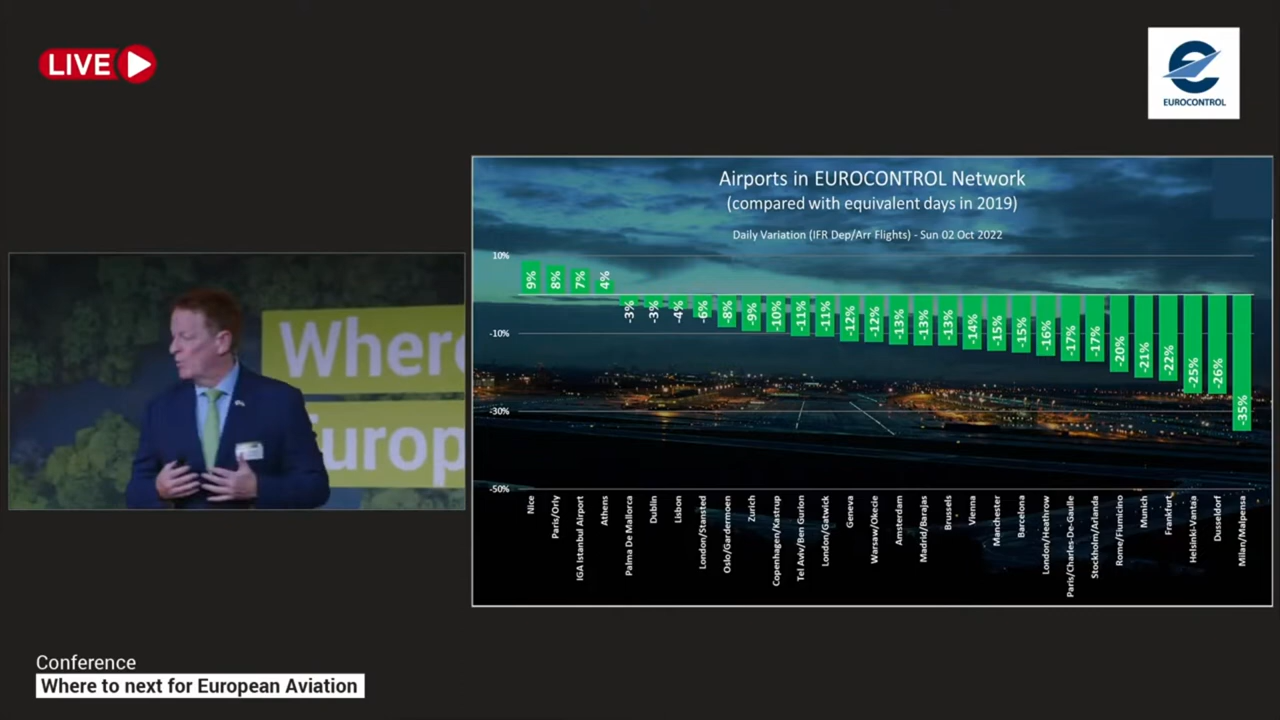 LIVE
EUROCONTROL
Where
Europ
Airports in EUROCONTROL Network
(compared with equivalent days in 2019)
Daily Variation (IFR Dep/Arr Flights) - Sun 02 Oct 2022
10%
-10%
-30%
-50%
9%
8%
7%
4%
-3%
-3%
-4%
-6%
-8%
-9%
-10%
-11%
-11%
-12%
-12%
-13%
-13%
-13%
-14%
-15%
-15%
-16%
-17%
-17%
-20%
-21%
-22%
-25%
-26%
-35%
Nice
Paris/Orly
IGA Istanbul Airport
Athens
Palma De Mallorca
Dublin
Lisbon
London/Stansted
Oslo/Gardermoen
Zurich
Copenhagen/Kastrup
Tel Aviv/Ben Gurion
London/Gatwick
Geneva
Warsaw/Okecie
Amsterdam
Madrid/Barajas
Brussels
Vienna
Manchester
Barcelona
London/Heathrow
Paris/Charles-De-Gaulle
Stockholm/Arlanda
Rome/Fiumicino
Munich
Frankfurt
Helsinki-Vantaa
Dusseldorf
Milan/Malpensa
Conference
Where to next for European Aviation